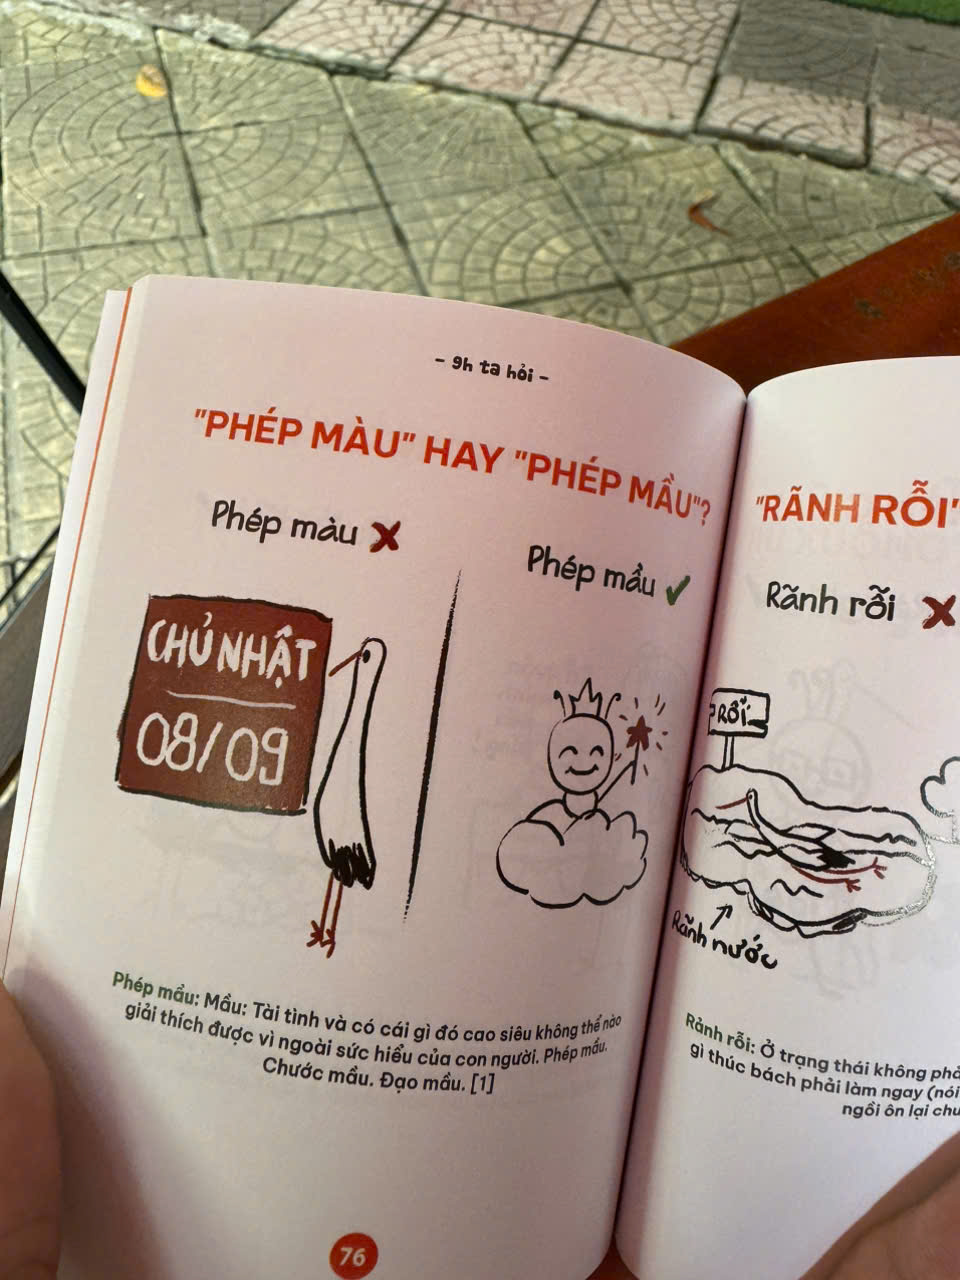 - 9h ta hỏi -
"PHÉP MÀU" HAY "PHÉP MẦU"?
Phép màu
Phép mầu
CHỦ NHẬT
08/09
Phép mầu: Mầu: Tài tình và có cái gì đó cao siêu không thể nào
giải thích được vì ngoài sức hiểu của con người. Phép mầu.
Chước mầu. Đạo mầu. [1]
76
"RÃNH RỖI"
Rãnh rỗi
RỖI
Rãnh nước
Rảnh rỗi: Ở trạng thái không
gì thúc bách phải làm ngay (nói
ngồi ôn lại